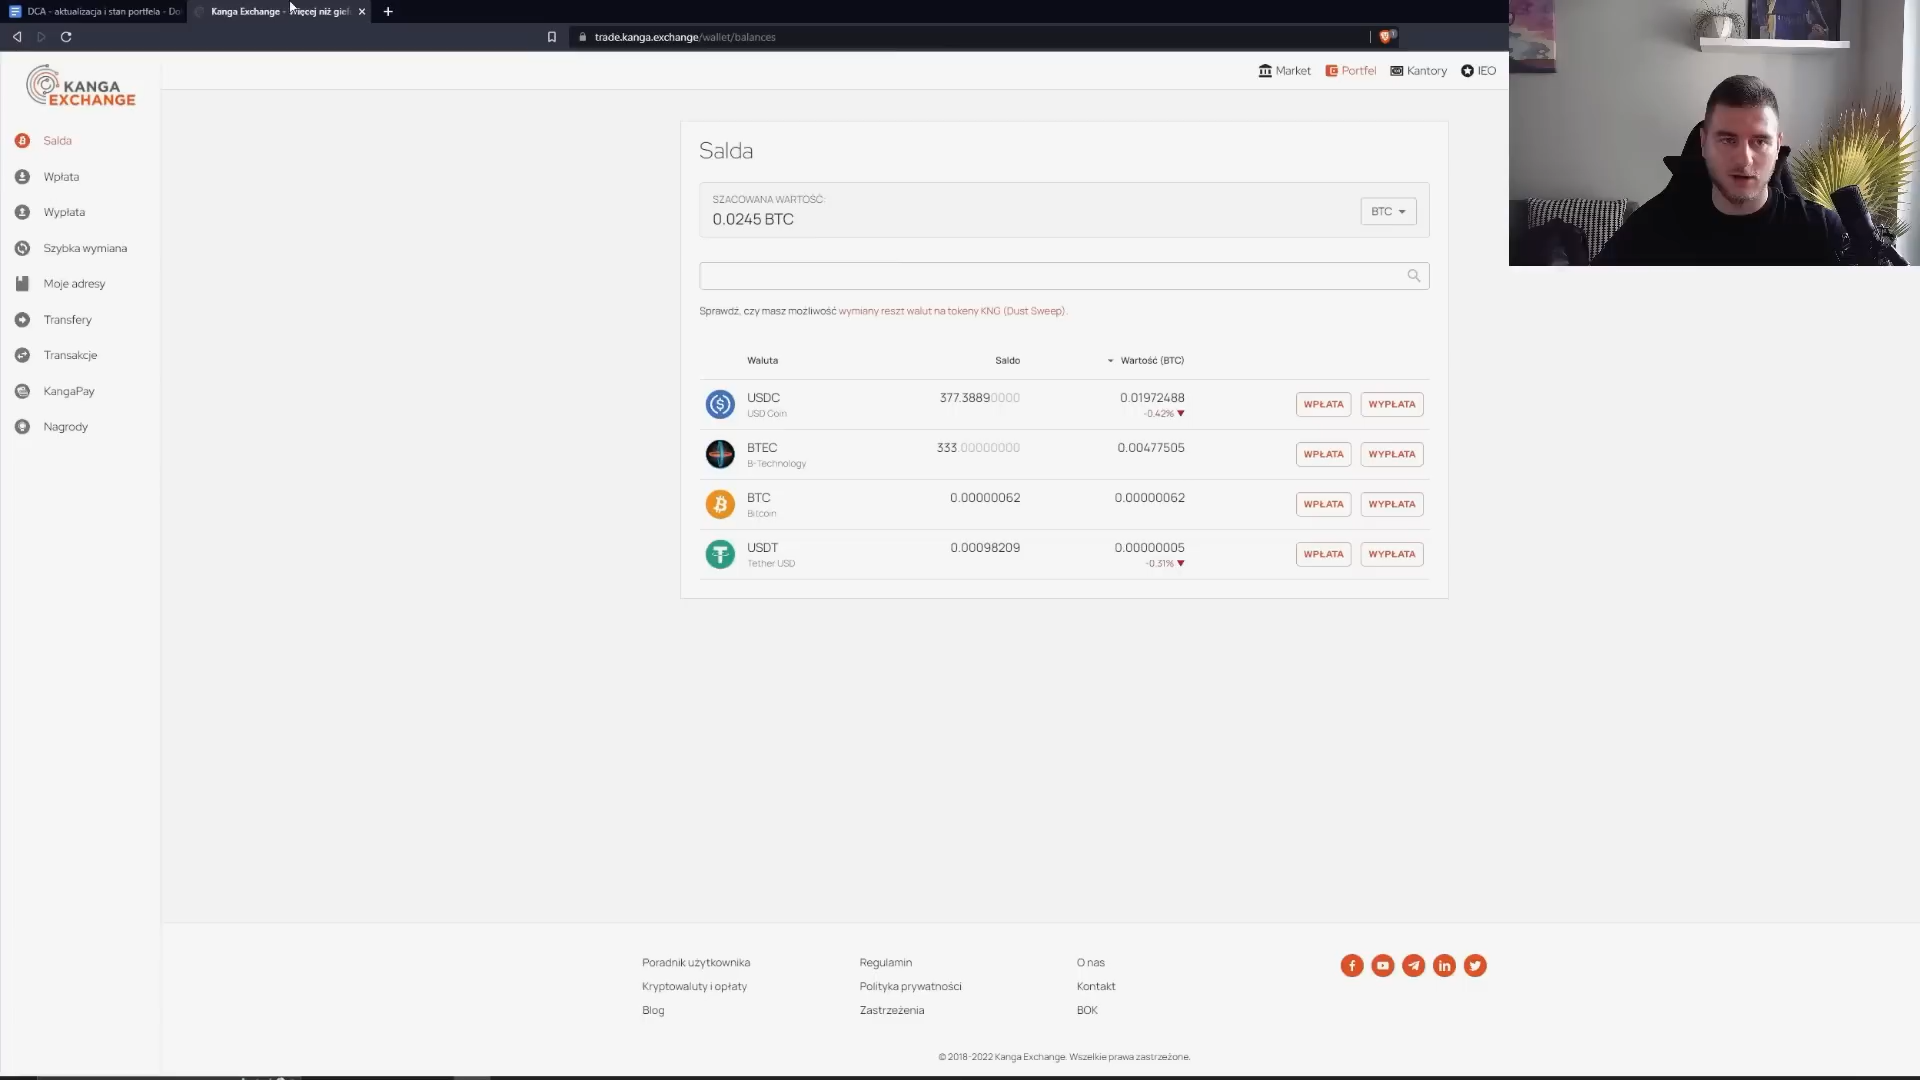 DCA - aktualizacja i stan portfela - Do
Kanga Exchange - Więcej niż gieł
trade.kanga.exchange/wallet/balances
KANGA
EXCHANGE
Market
Portfel
Kantory
IEO
Salda
Wpłata
Wypłata
Szybka wymiana
Moje adresy
Transfery
Transakcje
KangaPay
Nagrody
Salda
SZACOWANA WARTOŚĆ:
0.0245 BTC
BTC
Sprawdź, czy masz możliwość wymiany reszt walut na tokeny KNG (Dust Sweep).
Waluta Saldo Wartość (BTC)
USDC 377.38890000 0.01972488 WPŁATA WYPŁATA
USD Coin -0.42%
BTEC 333.00000000 0.00477505 WPŁATA WYPŁATA
B-Technology
BTC 0.00000062 0.00000062 WPŁATA WYPŁATA
Bitcoin
USDT 0.00098209 0.00000005 WPŁATA WYPŁATA
Tether USD -0.31%
Poradnik użytkownika Regulamin O nas
Kryptowaluty i opłaty Polityka prywatności Kontakt
Blog Zastrzeżenia BOK
© 2018-2022 Kanga Exchange. Wszelkie prawa zastrzeżone.